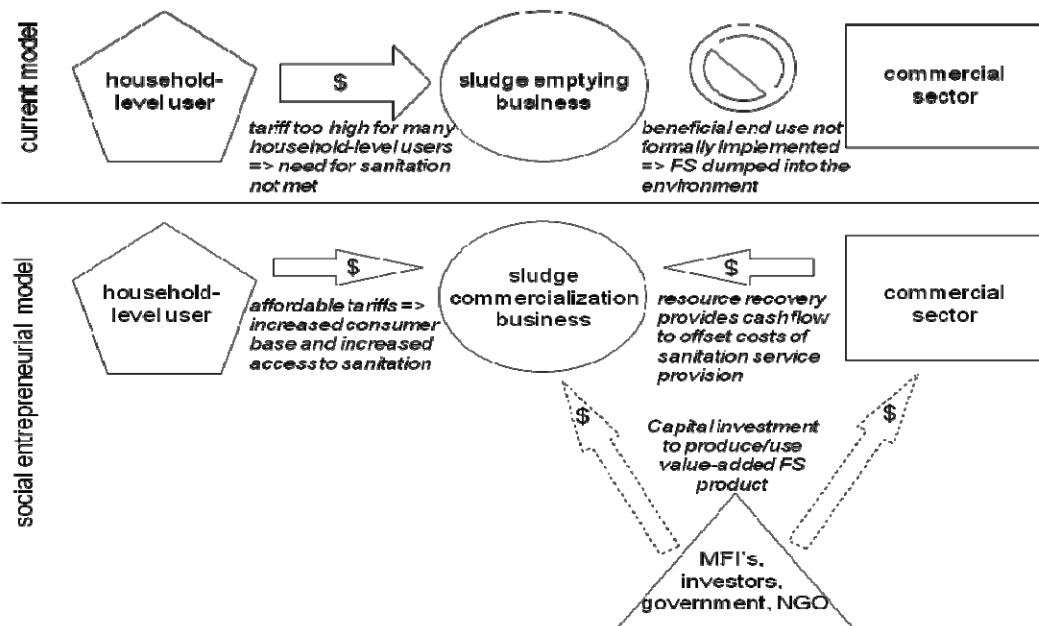 current model
household-
level user
$
tariff too high for many
household-level users
=> need for sanitation
not met
sludge emptying
business
beneficial end use not
formally implemented
=> FS dumped into the
environment
commercial
sector
social entrepreneurial model
household-
level user
$
affordable tariffs =>
increased consumer
base and increased
access to sanitation
sludge
commercialization
business
$
resource recovery
provides cash flow
to offset costs of
sanitation service
provision
commercial
sector
$
Capital investment
to produce/use
value-added FS
product
$
MFI's,
investors,
government, NGO